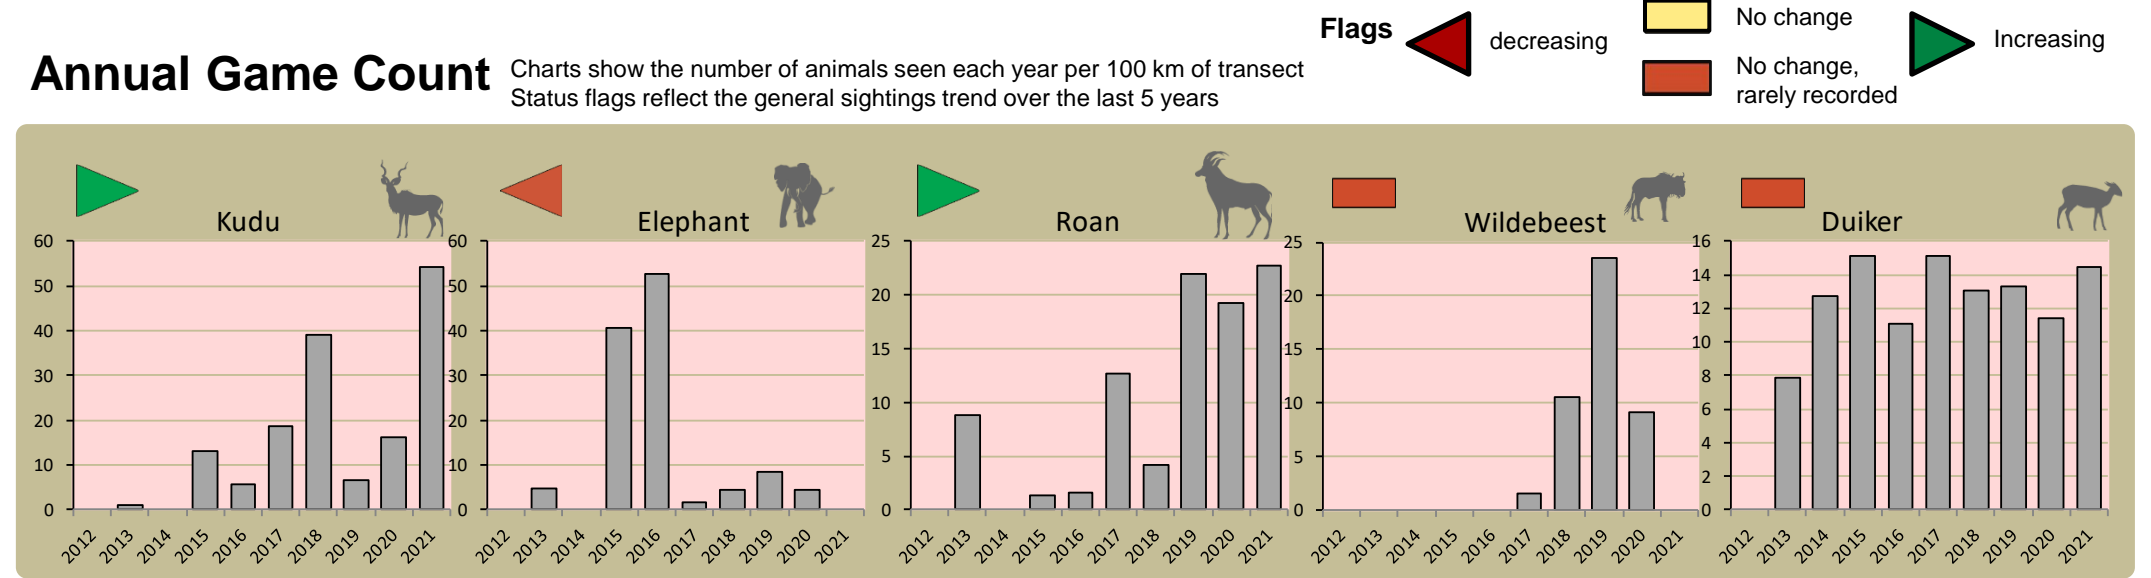 Annual Game Count
Charts show the number of animals seen each year per 100 km of transect
Status flags reflect the general sightings trend over the last 5 years
Flags
decreasing
No change
No change,
rarely recorded
Increasing
Kudu
60
50
40
30
20
10
0
2012 2013 2014 2015 2016 2017 2018 2019 2020 2021
Elephant
60
50
40
30
20
10
0
2012 2013 2014 2015 2016 2017 2018 2019 2020 2021
Roan
25
20
15
10
5
0
2012 2013 2014 2015 2016 2017 2018 2019 2020 2021
Wildebeest
25
20
15
10
5
0
2012 2013 2014 2015 2016 2017 2018 2019 2020 2021
Duiker
16
14
12
10
8
6
4
2
0
2012 2013 2014 2015 2016 2017 2018 2019 2020 2021